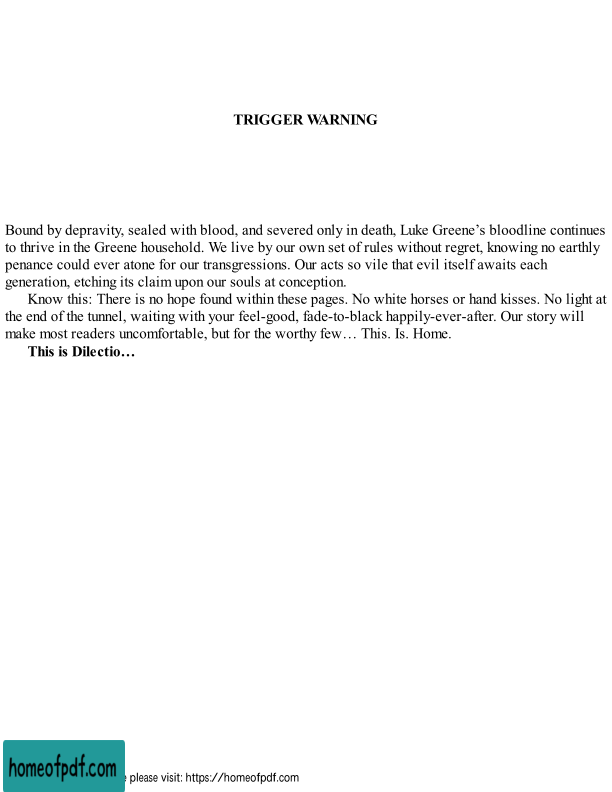 TRIGGER WARNING
Bound by depravity, sealed with blood, and severed only in death, Luke Greene’s bloodline continues
to thrive in the Greene household. We live by our own set of rules without regret, knowing no earthly
penance could ever atone for our transgressions. Our acts so vile that evil itself awaits each
generation, etching its claim upon our souls at conception.
Know this: There is no hope found within these pages. No white horses or hand kisses. No light at
the end of the tunnel, waiting with your feel-good, fade-to-black happily-ever-after. Our story will
make most readers uncomfortable, but for the worthy few… This. Is. Home.
This is Dilectio…
homeofpdf.com please visit: https://homeofpdf.com